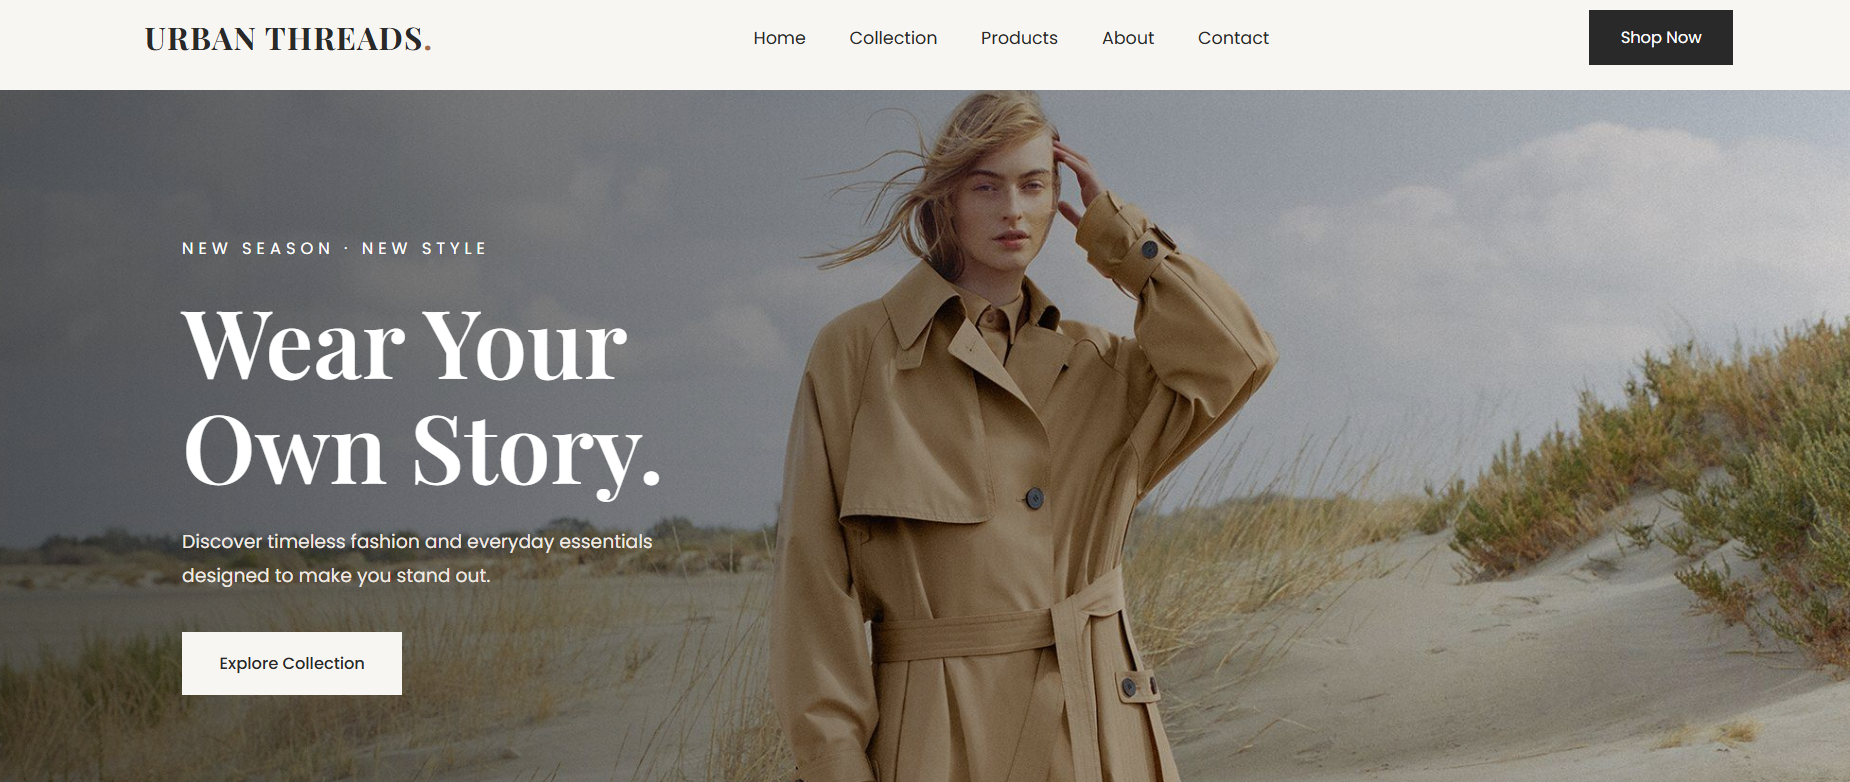 URBAN THREADS.
Home Collection Products About Contact
Shop Now
NEW SEASON · NEW STYLE
Wear Your
Own Story.
Discover timeless fashion and everyday essentials
designed to make you stand out.
Explore Collection